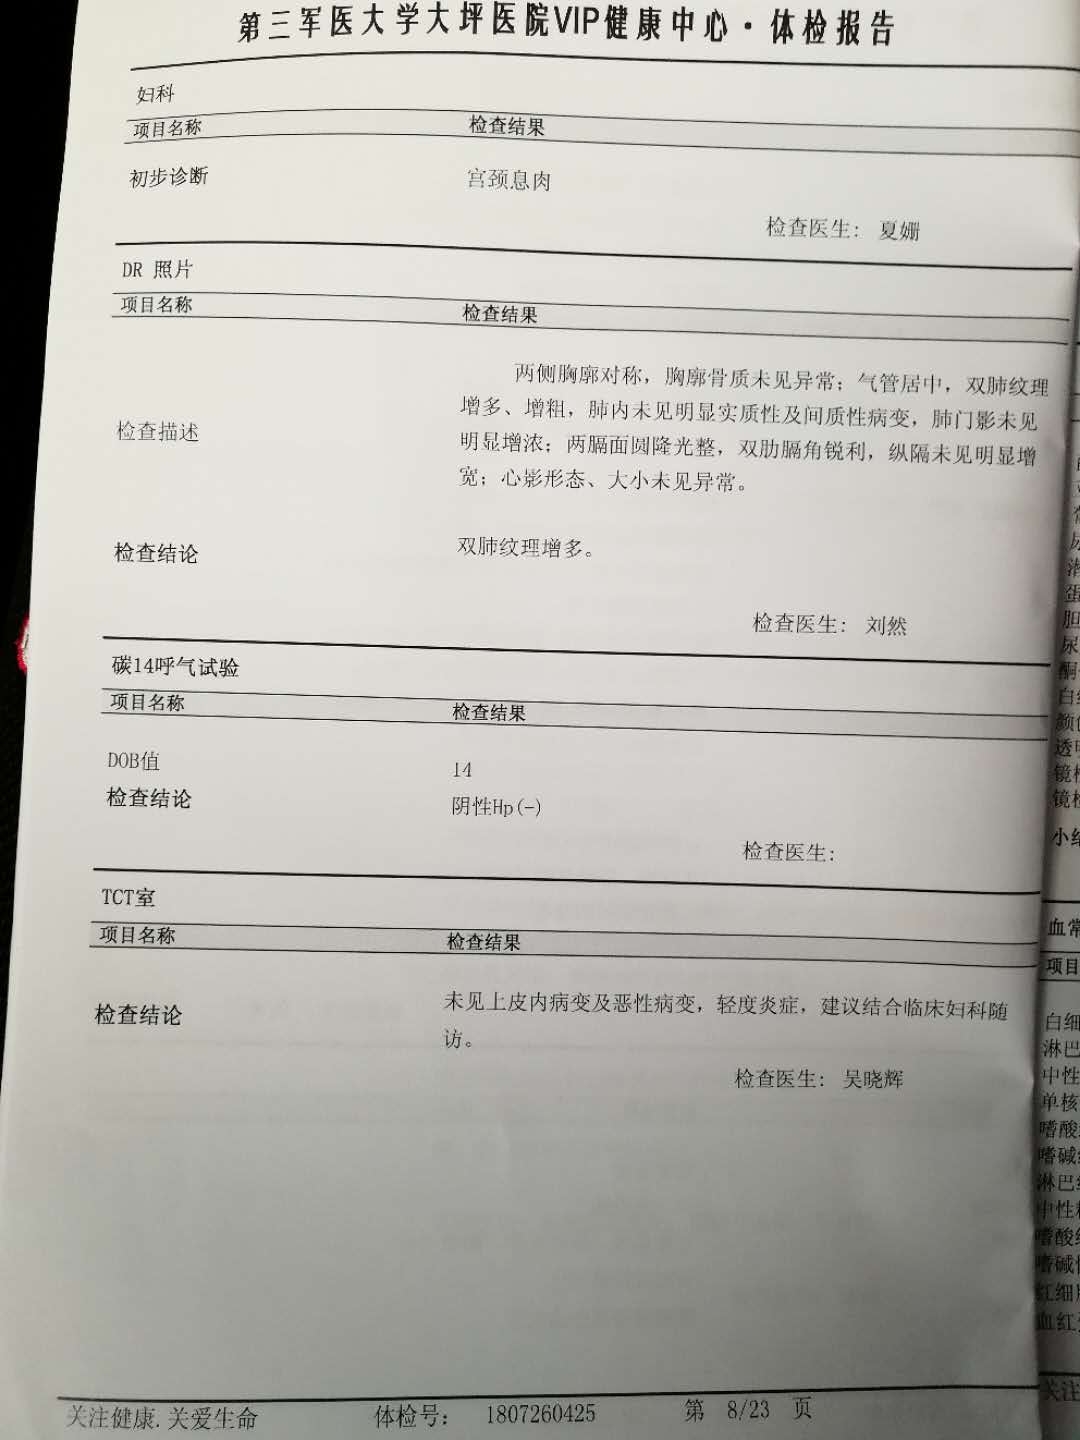 第三军医大学大坪医院VIP健康中心·体检报告
妇科
项目名称 检查结果
初步诊断 宫颈息肉
检查医生: 夏姗
DR 照片
项目名称 检查结果
检查描述
两侧胸廓对称，胸廓骨质未见异常；气管居中，双肺纹理
增多、增粗，肺内未见明显实质性及间质性病变，肺门影未见
明显增浓；两膈面圆隆光整，双肋膈角锐利，纵隔未见明显增
宽；心影形态、大小未见异常。
检查结论 双肺纹理增多。
检查医生: 刘然
碳14呼气试验
项目名称 检查结果
DOB值 14
检查结论 阴性Hp(-)
检查医生:
TCT室
项目名称 检查结果
检查结论 未见上皮内病变及恶性病变，轻度炎症，建议结合临床妇科随
访。
检查医生: 吴晓辉
关注健康.关爱生命 体检号: 1807260425 第 8/23 页
胆
尿
酮
白
颜
透
镜
镜
小结
血常
项目
白细
淋巴
中性
单核
嗜酸
嗜碱
淋巴
中性
嗜酸
嗜碱
红细
血红
关注